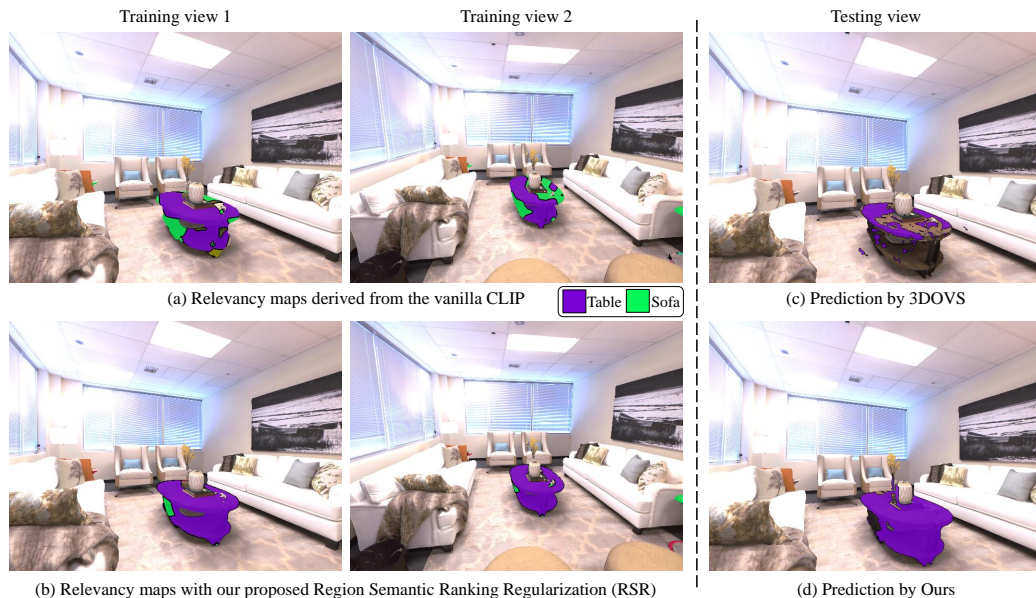 Training view 1
Training view 2
Testing view
(a) Relevancy maps derived from the vanilla CLIP
Table
Sofa
(c) Prediction by 3DOVS
(b) Relevancy maps with our proposed Region Semantic Ranking Regularization (RSR)
(d) Prediction by Ours